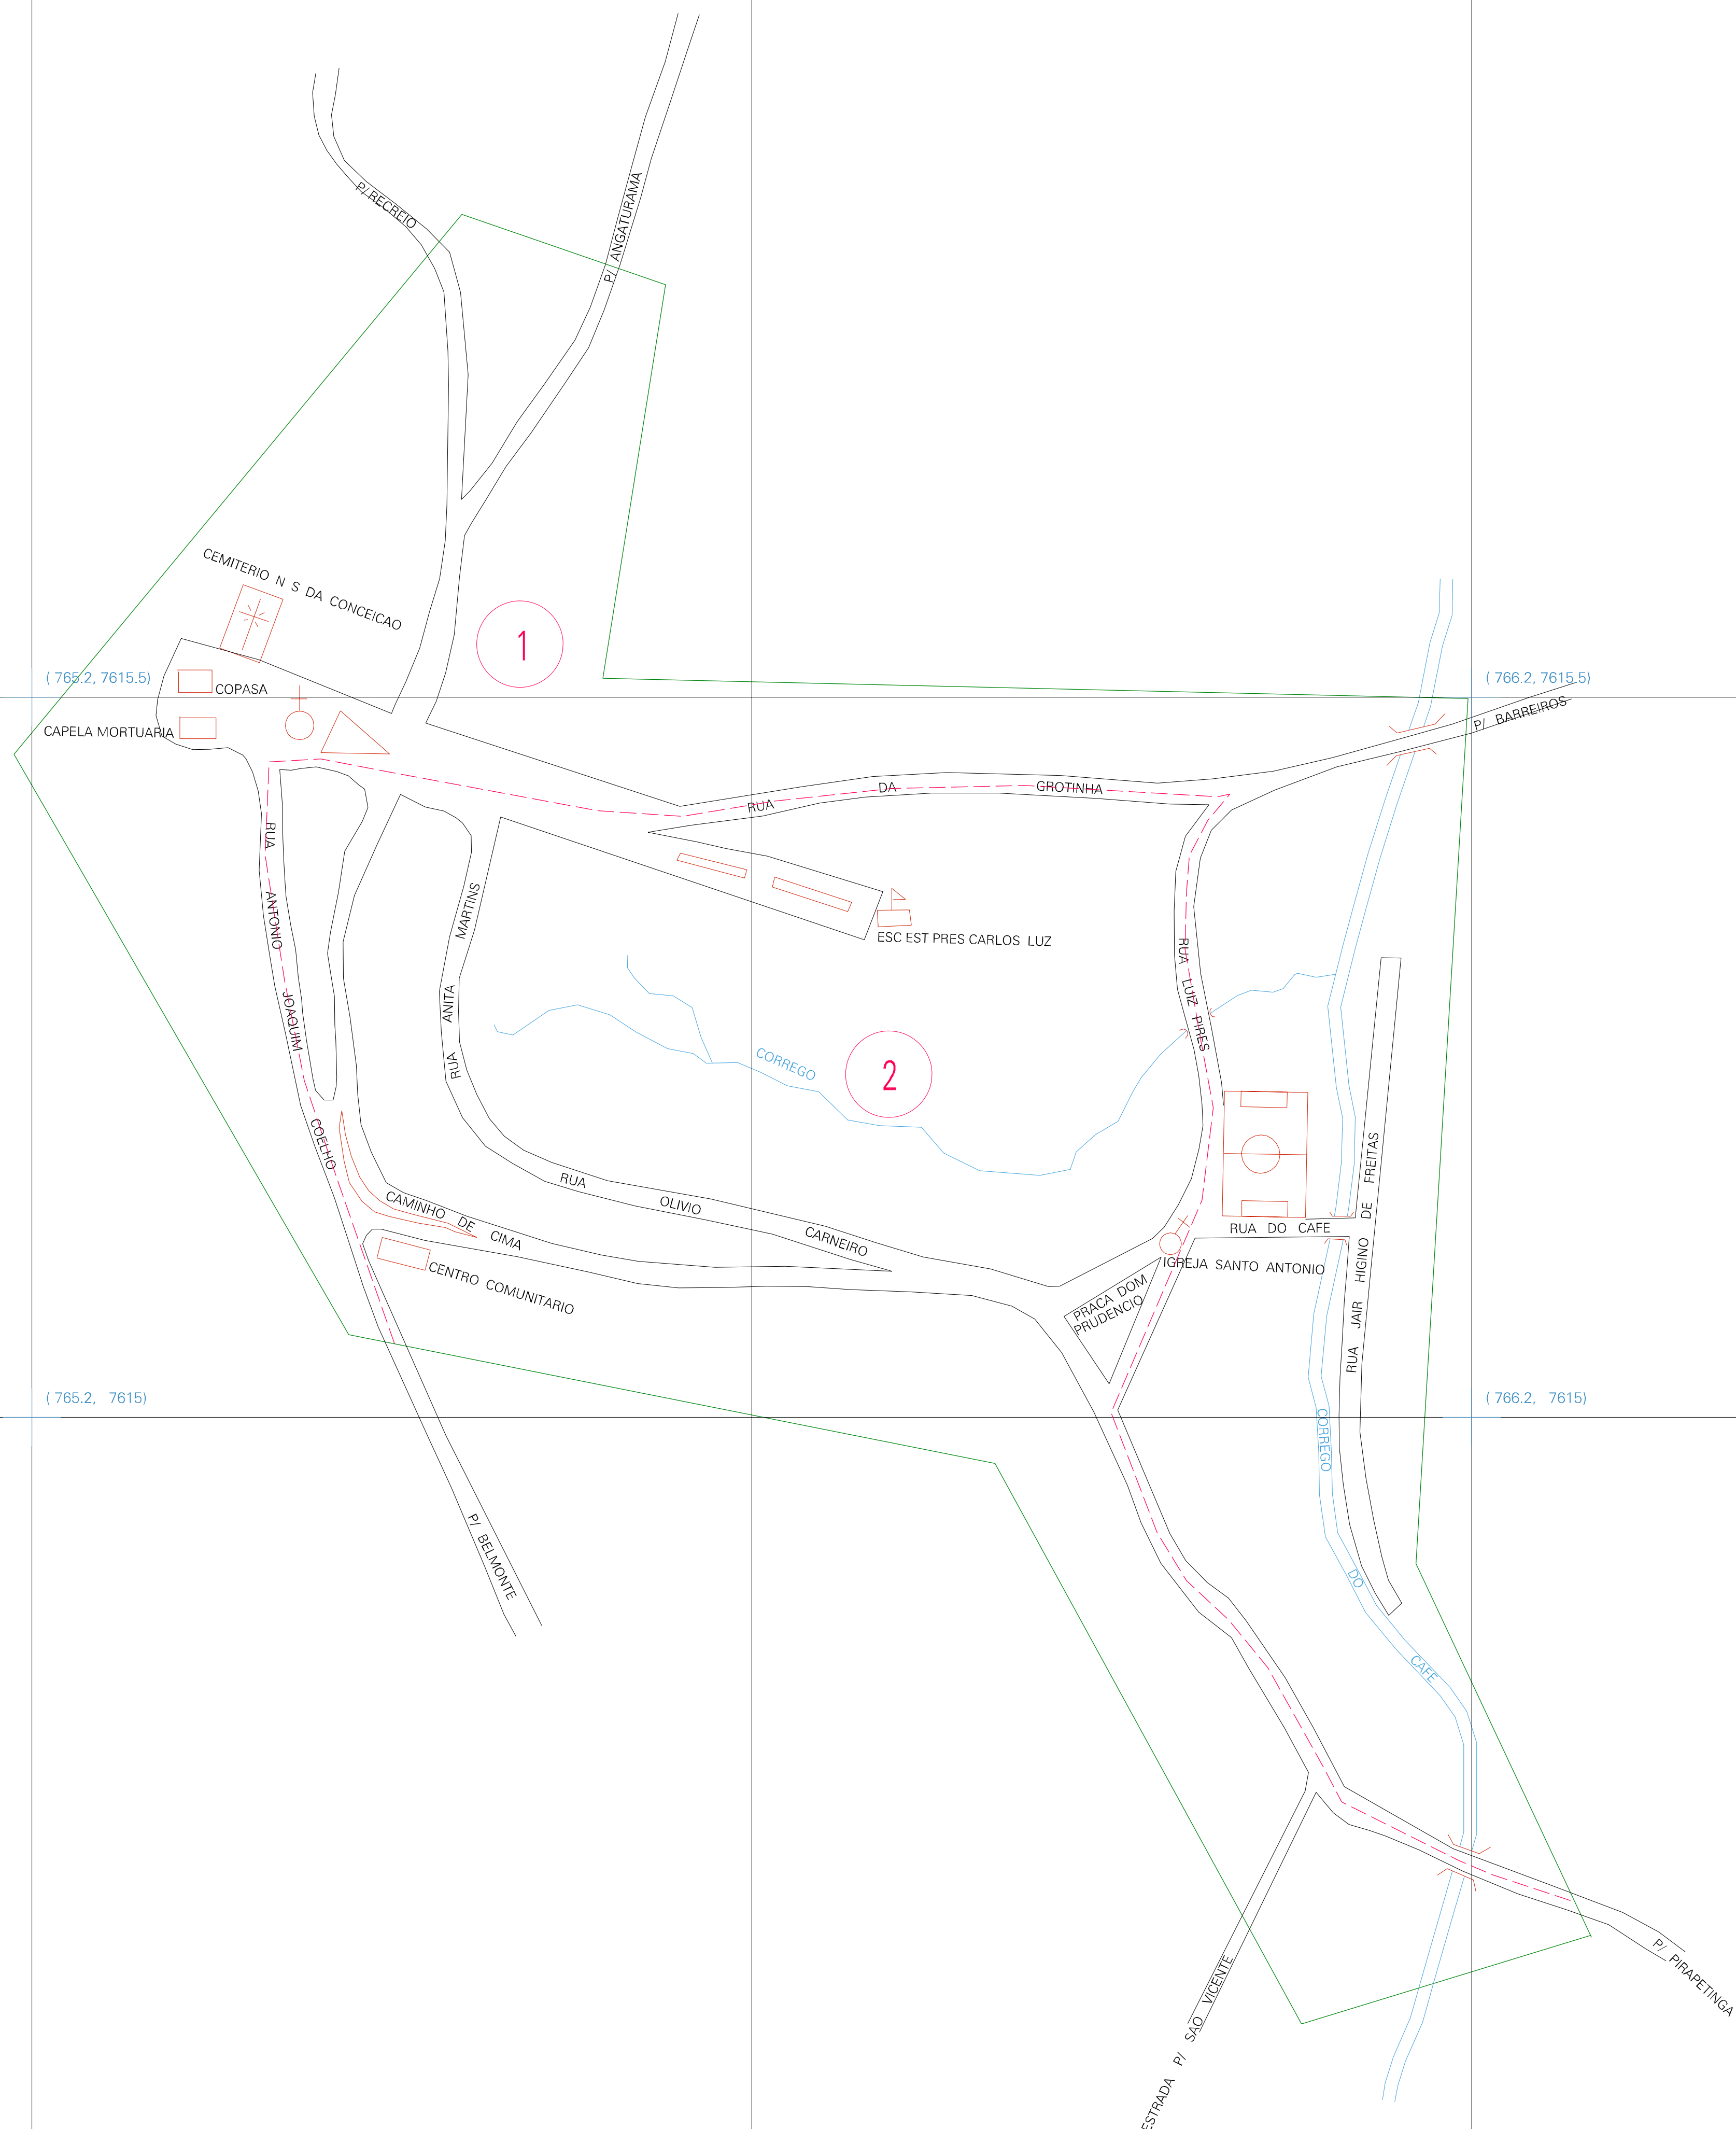 P/ RECREIO
P/ ANGATURAMA
CEMITERIO N S DA CONCEICAO
1
( 765.2, 7615.5)
( 766.2, 7615.5)
COPASA
CAPELA MORTUARIA
P/ BARREIROS
RUA DA GROTINHA
RUA ANTONIO JOAQUIM COELHO
RUA ANITA MARTINS
ESC EST PRES CARLOS LUZ
RUA LUIZ PIRES
CORREGO
2
RUA OLIVIO CARNEIRO
CAMINHO DE CIMA
CENTRO COMUNITARIO
RUA DO CAFE
IGREJA SANTO ANTONIO
PRACA DOM
PRUDENCIO
RUA JAIR HIGINO DE FREITAS
( 765.2, 7615)
( 766.2, 7615)
CORREGO DO CAFE
P/ BELMONTE
ESTRADA P/ SAO VICENTE
P/ PIRAPETINGA